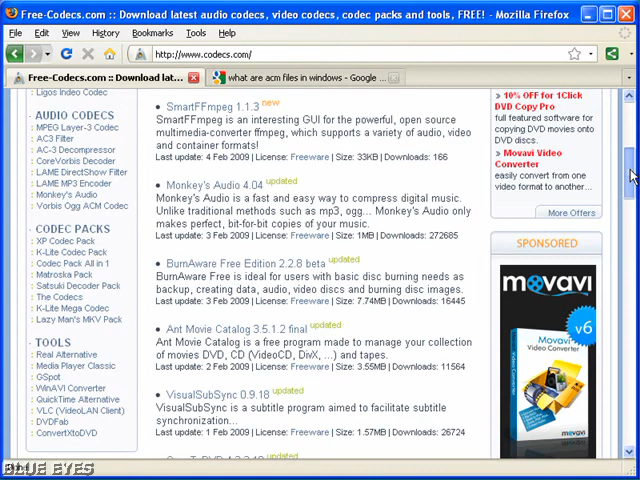 Free-Codecs.com :: Download latest audio codecs, video codecs, codec packs and tools, FREE! - Mozilla Firefox
File Edit View History Bookmarks Tools Help
http://www.codecs.com/
Google
Free-Codecs.com :: Download lat...
what are acm files in windows - Google ...
Ligos Indeo Codec
· AUDIO CODECS
MPEG Layer-3 Codec
AC3 Filter
AC-3 Decompressor
CoreVorbis Decoder
LAME DirectShow Filter
LAME MP3 Encoder
Monkey's Audio
Vorbis Ogg ACM Codec
· CODEC PACKS
XP Codec Pack
K-Lite Codec Pack
Codec Pack All in 1
Matroska Pack
Satsuki Decoder Pack
The Codecs
K-Lite Mega Codec
Lazy Man's MKV Pack
· TOOLS
Real Alternative
Media Player Classic
GSpot
WinAVI Converter
QuickTime Alternative
VLC (VideoLAN Client)
DVDFab
ConvertXtoDVD
• SmartFFmpeg 1.1.3 new
SmartFFmpeg is an interesting GUI for the powerful, open source
multimedia-converter ffmpeg, which supports a variety of audio, video
and container formats!
Last update: 4 Feb 2009 | License: Freeware | Size: 33KB | Downloads: 166
• Monkey's Audio 4.04 updated
Monkey's Audio is a fast and easy way to compress digital music.
Unlike traditional methods such as mp3, ogg... Monkey's Audio only
makes perfect, bit-for-bit copies of your music.
Last update: 3 Feb 2009 | License: Freeware | Size: 1MB | Downloads: 272685
• BurnAware Free Edition 2.2.8 beta updated
BurnAware Free is ideal for users with basic disc burning needs as
backup, creating data, audio, video discs and burning disc images.
Last update: 3 Feb 2009 | License: Freeware | Size: 7.74MB | Downloads: 16445
• Ant Movie Catalog 3.5.1.2 final updated
Ant Movie Catalog is a free program made to manage your collection
of movies DVD, CD (VideoCD, DivX, ...) and tapes.
Last update: 2 Feb 2009 | License: Freeware | Size: 3.55MB | Downloads: 11564
• VisualSubSync 0.9.18 updated
VisualSubSync is a subtitle program aimed to facilitate subtitle
synchronization...
Last update: 1 Feb 2009 | License: Freeware | Size: 1.57MB | Downloads: 26724
» 10% OFF for 1Click
DVD Copy Pro
full featured software for
copying DVD movies onto
DVD discs.
» Movavi Video
Converter
easily convert from one
video format to another...
More Offers
SPONSORED
movavi
v6
Movavi
Video Converter
BLUE EYES